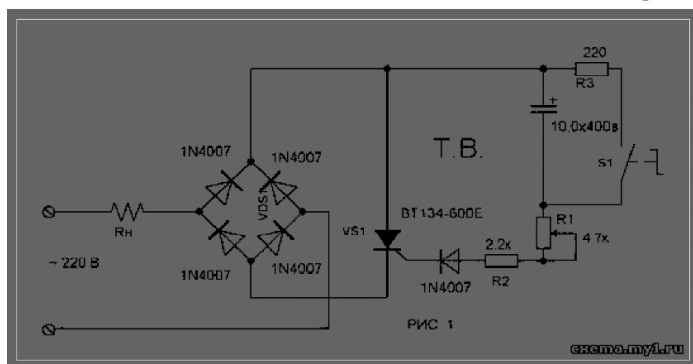 220
R3
10.0x400в
1N4007
1N4007
T.B.
S1
VDS1
BT134-600E
R1
Rн
VS1
2.2к
4.7к
~ 220 В
1N4007
1N4007
1N4007
R2
РИС 1
cxema.my1.ru